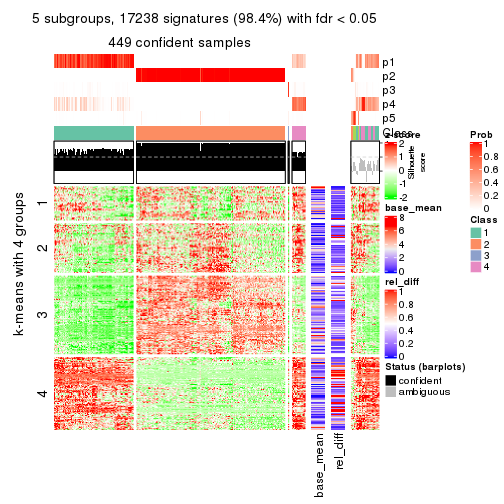 5 subgroups, 17238 signatures (98.4%) with fdr < 0.05
449 confident samples
p1
p2
p3
p4
p5
Class
z-score
2
1
0
-1
-2
Silhouette
score
Prob
1
0.8
0.6
0.4
0.2
0
Class
1
2
3
4
base_mean
8
6
4
2
0
rel_diff
1
0.8
0.6
0.4
0.2
0
Status (barplots)
confident
ambiguous
k-means with 4 groups
1
2
3
4
base_mean
rel_diff